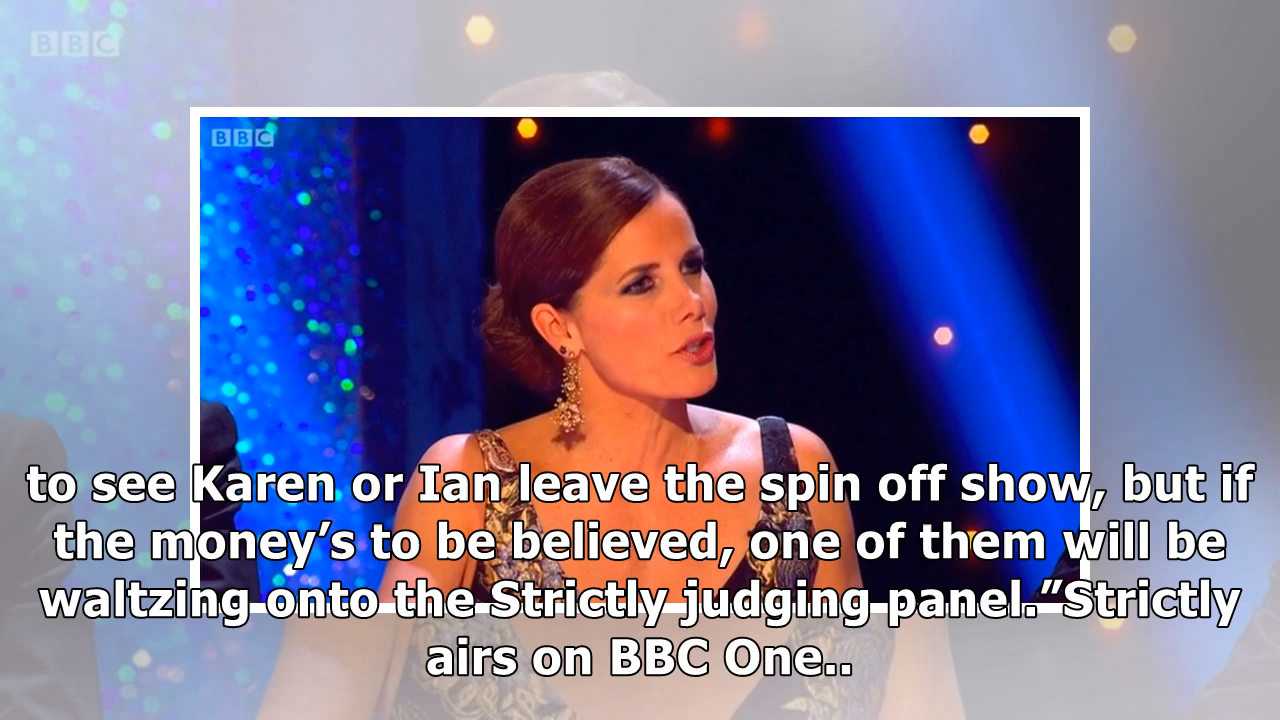 BBC
BBC
to see Karen or Ian leave the spin off show, but if
the money’s to be believed, one of them will be
waltzing onto the Strictly judging panel.”Strictly
airs on BBC One..